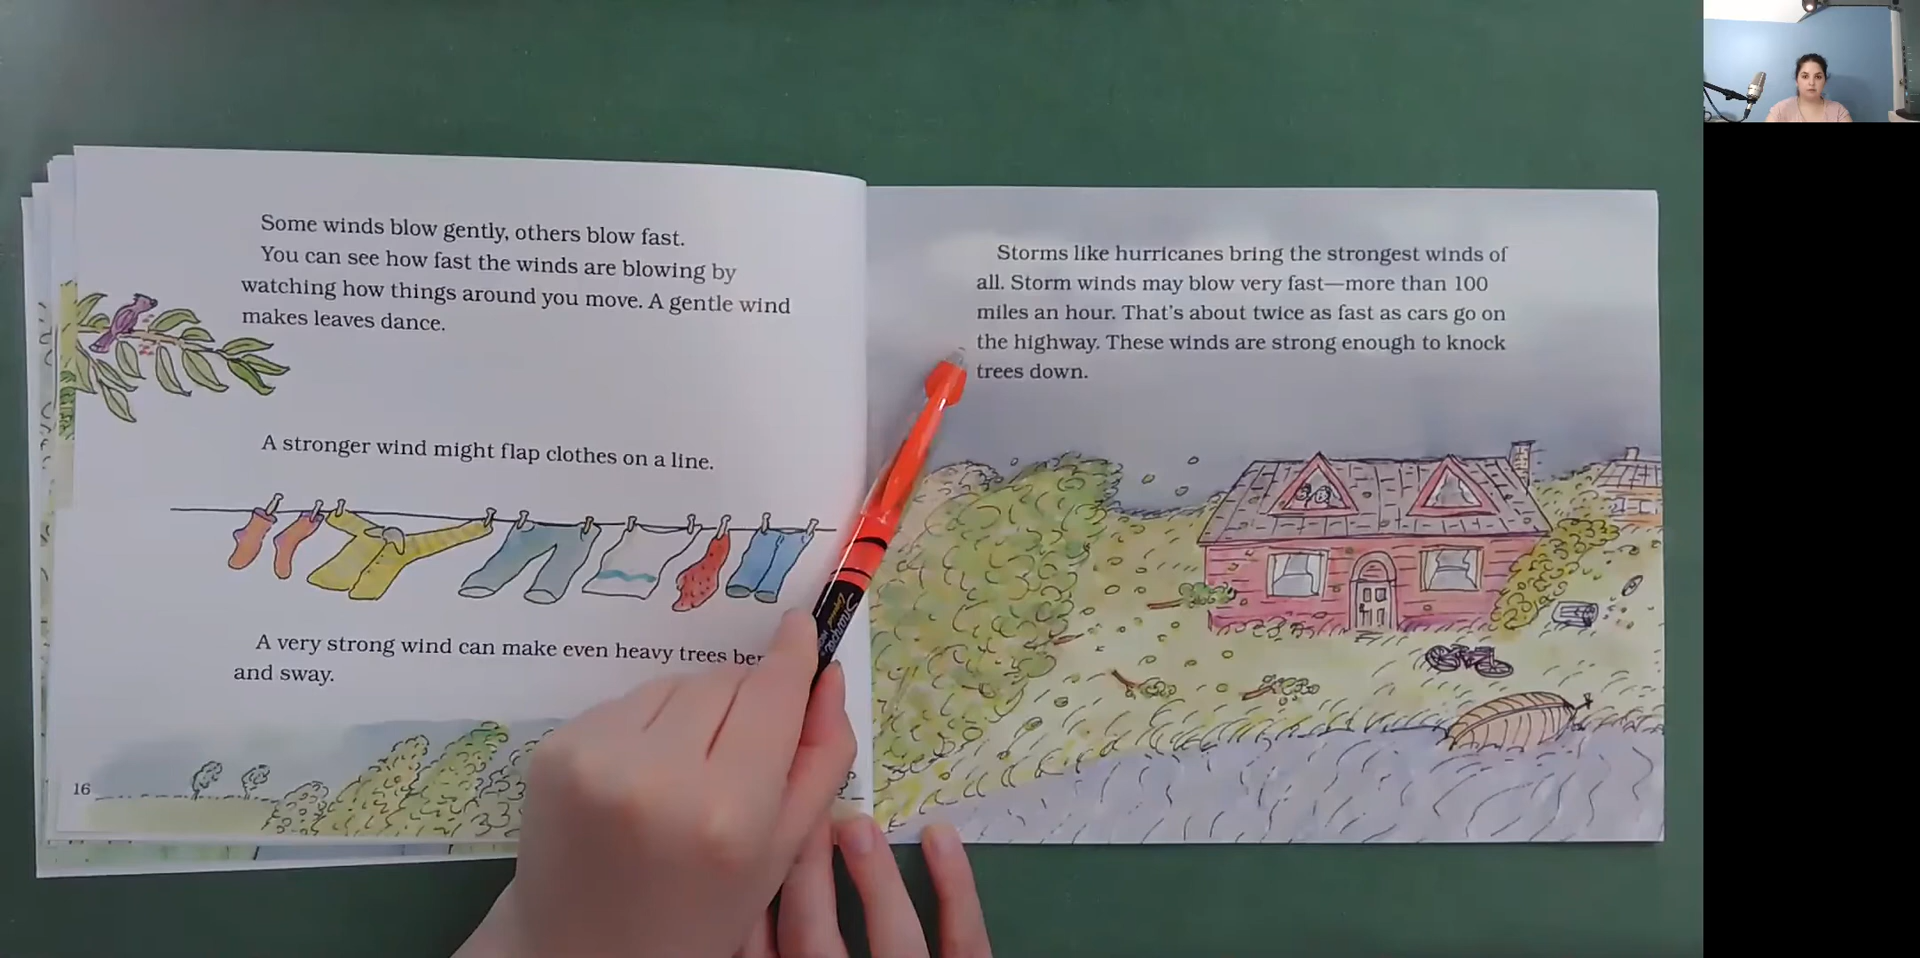 Some winds blow gently, others blow fast.
You can see how fast the winds are blowing by
watching how things around you move. A gentle wind
makes leaves dance.
A stronger wind might flap clothes on a line.
A very strong wind can make even heavy trees
and sway.
16
Storms like hurricanes bring the strongest winds of
all. Storm winds may blow very fast—more than 100
miles an hour. That's about twice as fast as cars go on
the highway. These winds are strong enough to knock
trees down.
Sharpie